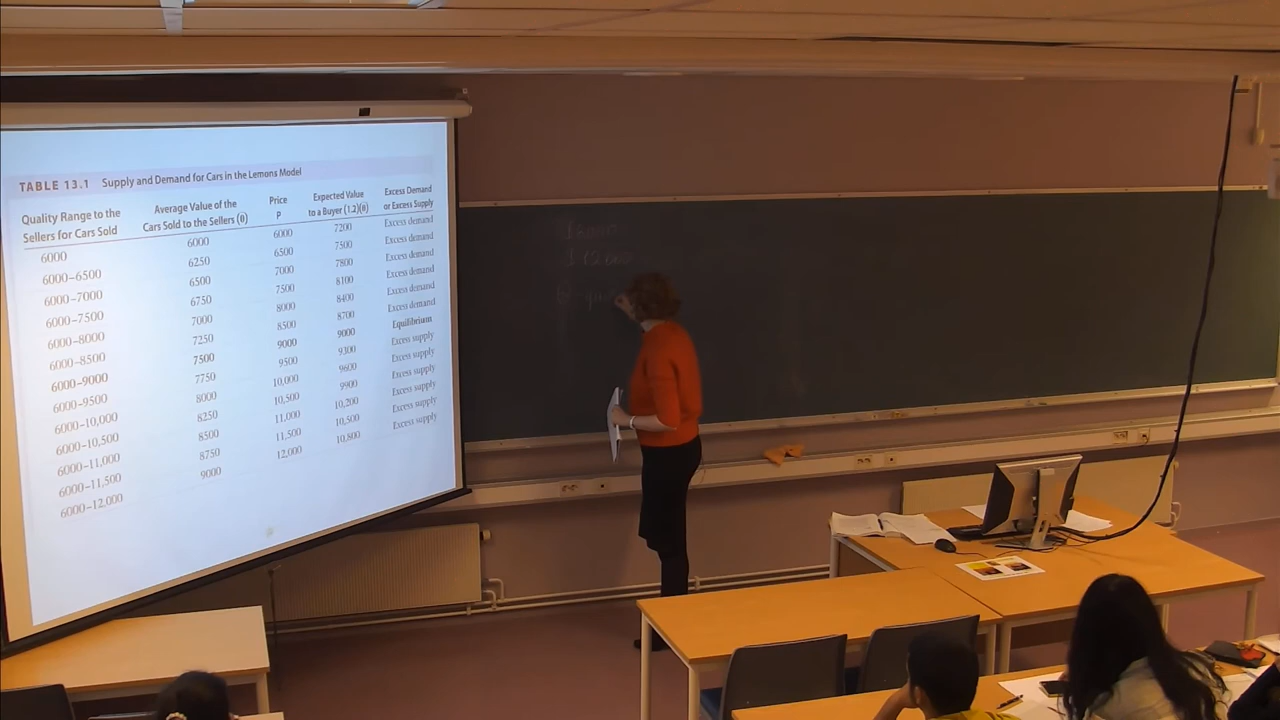 TABLE 13.1 Supply and Demand for Cars in the Lemons Model
Quality Range to the Sellers for Cars Sold Average Value of the Cars Sold to the Sellers (θ) Price P Expected Value to a Buyer (1.2)(θ) Excess Demand or Excess Supply
6000 6000 6000 7200 Excess demand
6000–6500 6250 6500 7500 Excess demand
6000–7000 6500 7000 7800 Excess demand
6000–7500 6750 7500 8100 Excess demand
6000–8000 7000 8000 8400 Excess demand
6000–8500 7250 8500 8700 Excess demand
6000–9000 7500 9000 9000 Equilibrium
6000–9500 7750 9500 9300 Excess supply
6000–10,000 8000 10,000 9600 Excess supply
6000–10,500 8250 10,500 9900 Excess supply
6000–11,000 8500 11,000 10,200 Excess supply
6000–11,500 8750 11,500 10,500 Excess supply
6000–12,000 9000 12,000 10,800 Excess supply